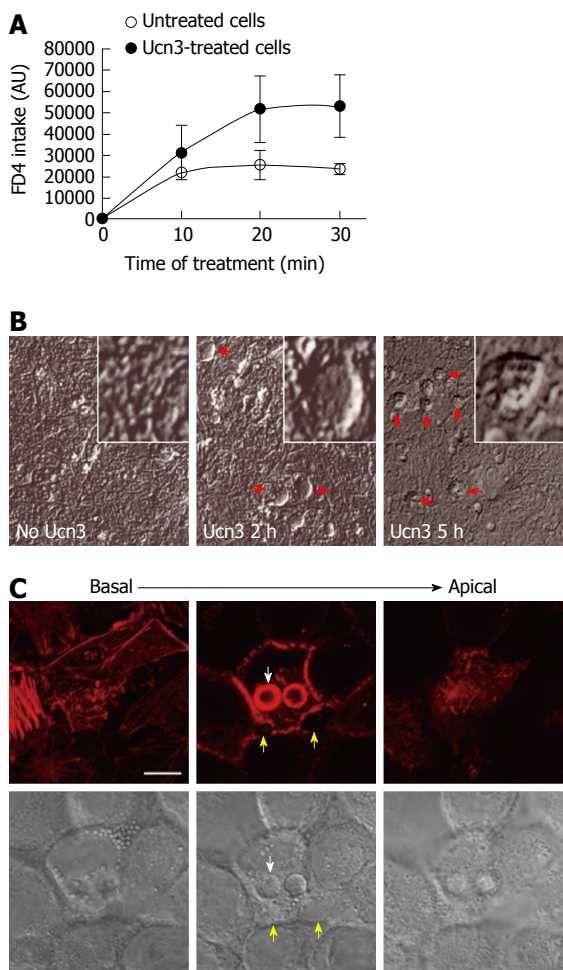 A
Untreated cells
Ucn3-treated cells
FD4 intake (AU)
80000
70000
60000
50000
40000
30000
20000
10000
0
0 10 20 30
Time of treatment (min)
B
No Ucn3
Ucn3 2 h
Ucn3 5 h
C
Basal
Apical